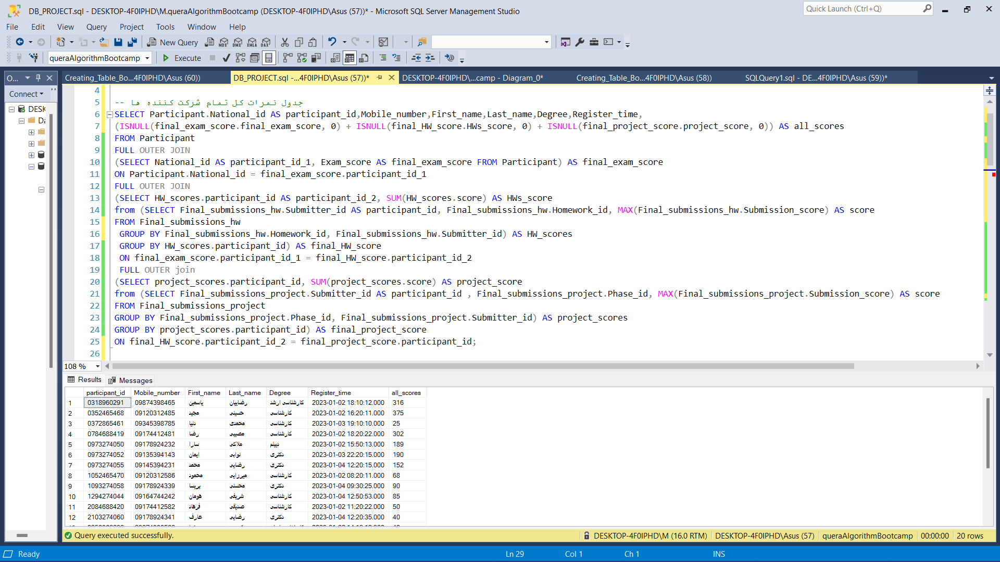 DB_PROJECT.sql - DESKTOP-4F0IPHD\M.queraAlgorithmBootcamp (DESKTOP-4F0IPHD\Asus (57))* - Microsoft SQL Server Management Studio
Quick Launch (Ctrl+Q)
File Edit View Query Project Tools Window Help
New Query
queraAlgorithmBootcamp Execute
O...
Creating_Table_Bo...4F0IPHD\Asus (60))
DB_PROJECT.sql -...4F0IPHD\Asus (57))*
DESKTOP-4F0IPHD\...camp - Diagram_0*
Creating_Table_Bo...4F0IPHD\Asus (58))
SQLQuery1.sql - DE...4F0IPHD\Asus (59))*
Connect
DESK
Da
4
5 -- جدول نمرات کل تمام شرکت کننده ها
6 SELECT Participant.National_id AS participant_id,Mobile_number,First_name,Last_name,Degree,Register_time,
7 (ISNULL(final_exam_score.final_exam_score, 0) + ISNULL(final_HW_score.HWs_score, 0) + ISNULL(final_project_score.project_score, 0)) AS all_scores
8 FROM Participant
9 FULL OUTER JOIN
10 (SELECT National_id AS participant_id_1, Exam_score AS final_exam_score FROM Participant) AS final_exam_score
11 ON Participant.National_id = final_exam_score.participant_id_1
12 FULL OUTER JOIN
13 (SELECT HW_scores.participant_id AS participant_id_2, SUM(HW_scores.score) AS HWs_score
14 from (SELECT Final_submissions_hw.Submitter_id AS participant_id, Final_submissions_hw.Homework_id, MAX(Final_submissions_hw.Submission_score) AS score
15 FROM Final_submissions_hw
16 GROUP BY Final_submissions_hw.Homework_id, Final_submissions_hw.Submitter_id) AS HW_scores
17 GROUP BY HW_scores.participant_id) AS final_HW_score
18 ON final_exam_score.participant_id_1 = final_HW_score.participant_id_2
19 FULL OUTER join
20 (SELECT project_scores.participant_id, SUM(project_scores.score) AS project_score
21 from (SELECT Final_submissions_project.Submitter_id AS participant_id , Final_submissions_project.Phase_id, MAX(Final_submissions_project.Submission_score) AS score
22 FROM Final_submissions_project
23 GROUP BY Final_submissions_project.Phase_id, Final_submissions_project.Submitter_id) AS project_scores
24 GROUP BY project_scores.participant_id) AS final_project_score
25 ON final_HW_score.participant_id_2 = final_project_score.participant_id;
26
108 %
Results Messages
participant_id Mobile_number First_name Last_name Degree Register_time all_scores
1 0318960291 09874398465 یاسمین رضاییان کارشناسی ارشد 2023-01-02 18:10:12.000 316
2 0352465468 09120312485 مجید حسینی کارشناسی 2023-01-02 16:20:11.000 375
3 0372865461 09345398785 دنیا محمدی کارشناسی 2023-01-03 19:10:10.000 25
4 0784688419 09174412481 رضا مصیبی کارشناسی 2023-01-02 18:20:22.000 302
5 0973274050 09178924232 سارا ملاکی دیپلم 2023-01-02 15:50:13.000 189
6 0973274052 09135394143 ایمان نوابی دکتری 2023-01-03 22:20:15.000 190
7 0973274055 09145394231 محمد رضایی دکتری 2023-01-04 12:20:15.000 152
8 1052465470 09120312586 محمود میرزایی کارشناسی 2023-01-02 08:20:11.000 68
9 1093274058 09178924339 پریسا محسنی دکتری 2023-01-04 09:30:25.000 90
10 1294274044 09164744242 هومان شریفی کارشناسی 2023-01-04 12:50:53.000 85
11 2084688420 09174412582 فرهاد صدیقی کارشناسی 2023-01-02 11:20:22.000 50
12 2103274060 09178924341 عارف رضایی دکتری 2023-01-04 12:20:35.000 40
Query executed successfully. DESKTOP-4F0IPHD\M (16.0 RTM) DESKTOP-4F0IPHD\Asus (57) queraAlgorithmBootcamp 00:00:00 20 rows
Ready Ln 29 Col 1 Ch 1 INS